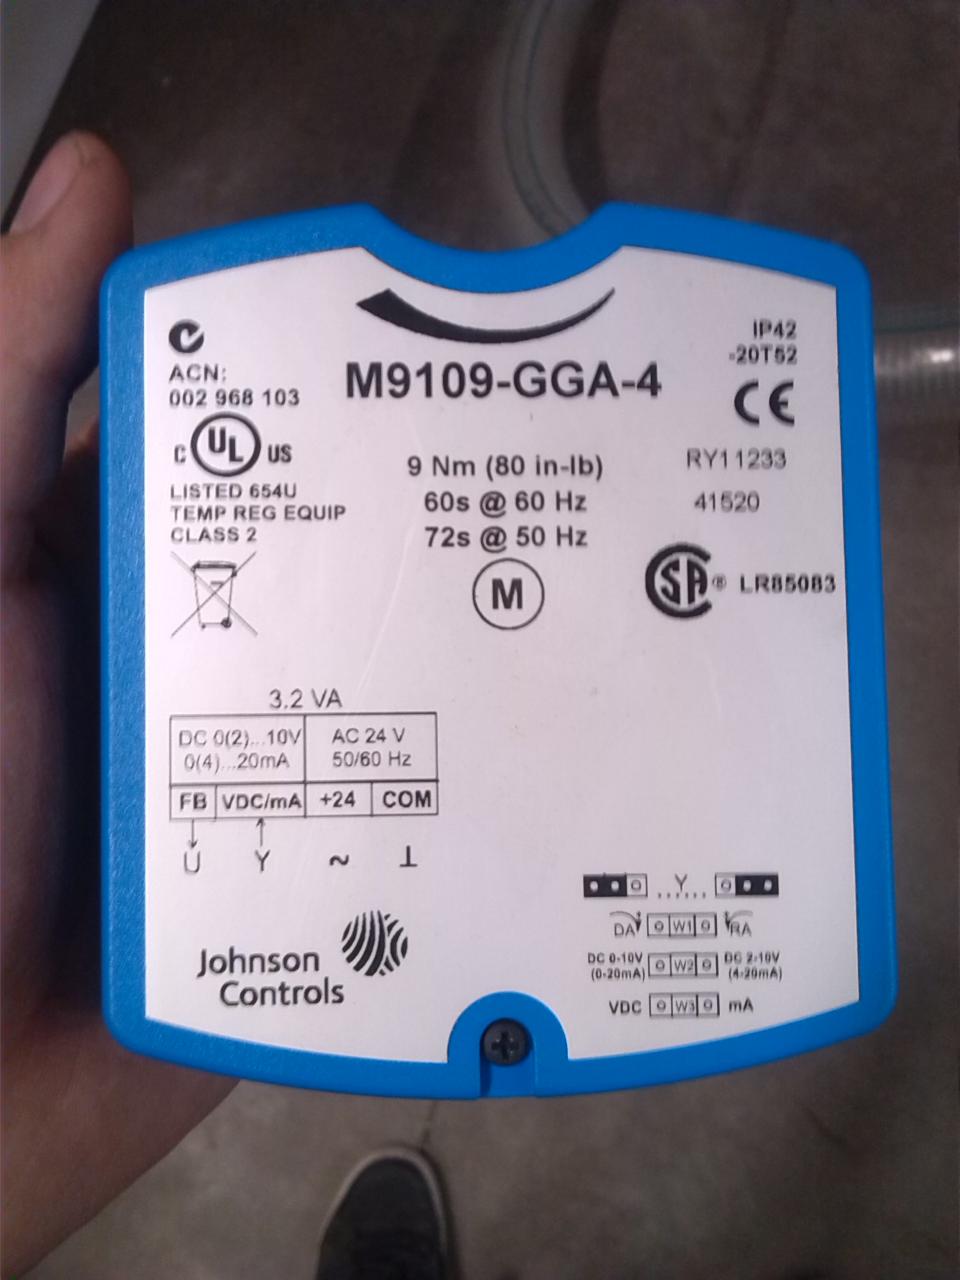 ACN:
002 968 103
C UL US
LISTED 654U
TEMP REG EQUIP
CLASS 2
M9109-GGA-4
9 Nm (80 in-lb)
60s @ 60 Hz
72s @ 50 Hz
M
IP42
-20T52
CE
RY11233
41520
SA ® LR85083
3.2 VA
DC 0(2)...10V AC 24 V
0(4)...20mA 50/60 Hz
FB VDC/mA +24 COM
U Y ~ ⊥
Johnson
Controls
...Y...
DA W1 RA
DC 0-10V W2 DC 2-10V
(0-20mA) (4-20mA)
VDC W3 mA